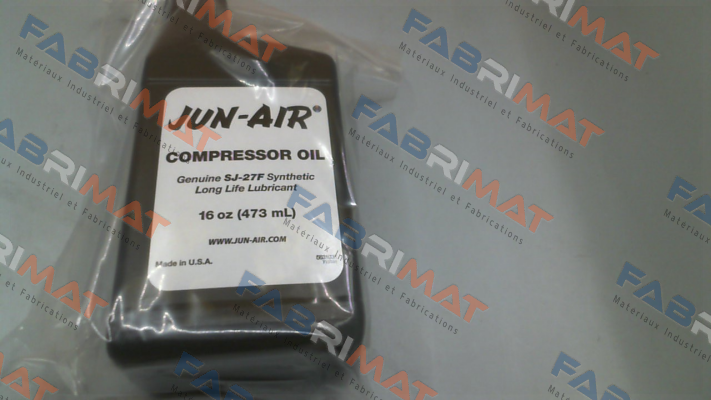 JUN-AIR®
COMPRESSOR OIL
Genuine SJ-27F Synthetic
Long Life Lubricant
16 oz (473 mL)
WWW.JUN-AIR.COM
Made in U.S.A.
FABRIMAT
Materiaux Industriel et Fabrications